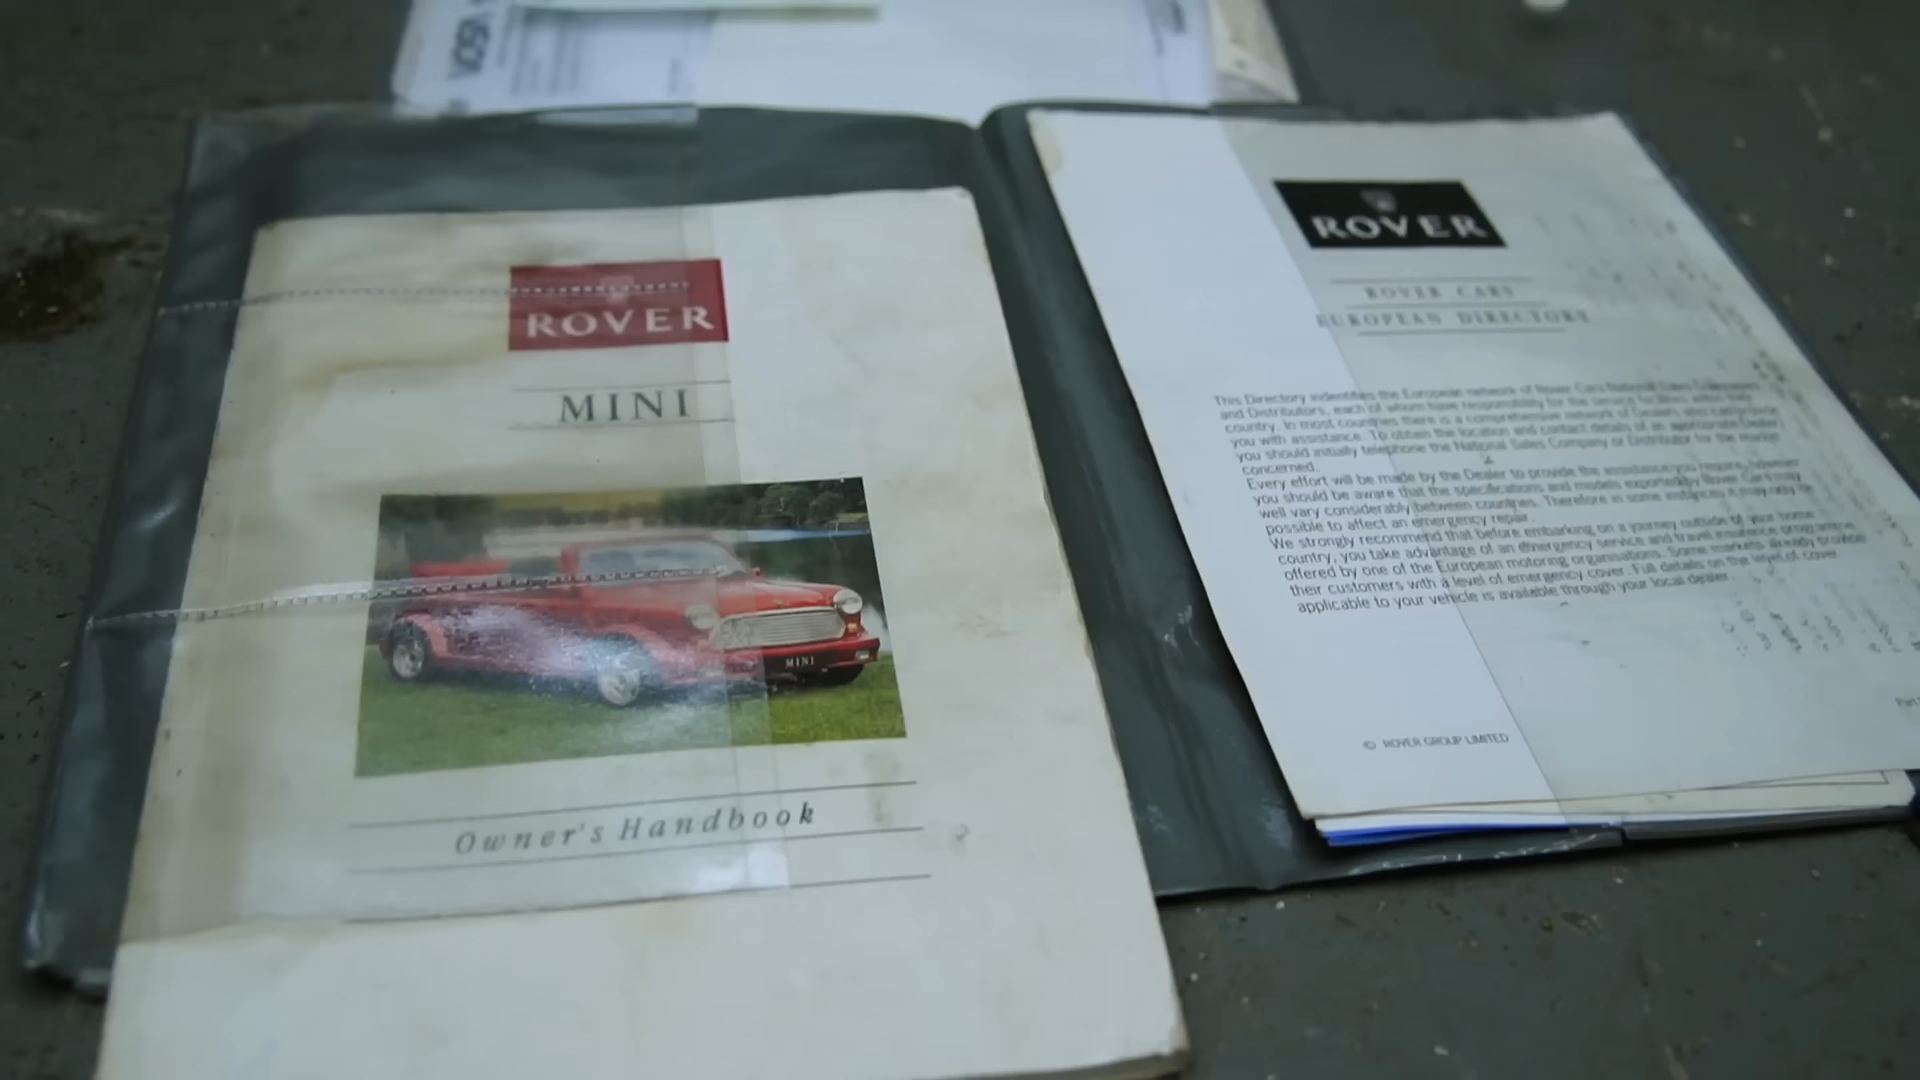 VOSA
ROVER
MINI
MINI
Owner's Handbook
ROVER
ROVER CARS
EUROPEAN DIRECTORY
This Directory indentifies the European network of Rover Cars National Sales Companies
and Distributors, each of whom have responsibility for the service facilities within their
country. In most countries there is a comprehensive network of Dealers who can provide
you with assistance. To obtain the location and contact details of an appropriate Dealer
you should initially telephone the National Sales Company or Distributor for the market
concerned.
Every effort will be made by the Dealer to provide the assistance you require, however
you should be aware that the specifications and models exported by Rover Cars may
well vary considerably between countries. Therefore in some instances it may only be
possible to affect an emergency repair.
We strongly recommend that before embarking on a journey outside of your home
country, you take advantage of an emergency service and travel insurance programme
offered by one of the European motoring organisations. Some markets already provide
their customers with a level of emergency cover. Full details on the level of cover
applicable to your vehicle is available through your local dealer.
Part
© ROVER GROUP LIMITED